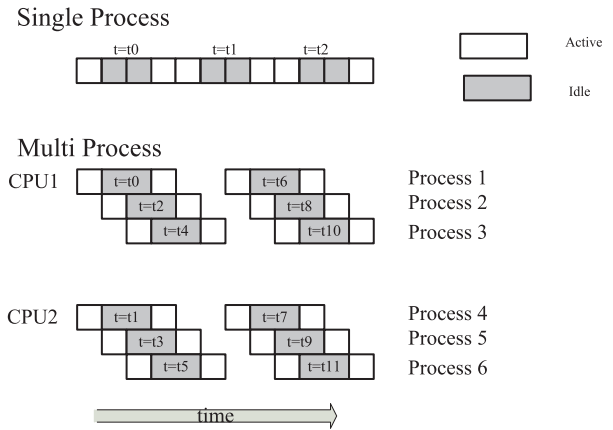 Single Process
t=t0 t=t1 t=t2
Active
Idle
Multi Process
CPU1 t=t0 t=t6 Process 1
t=t2 t=t8 Process 2
t=t4 t=t10 Process 3
CPU2 t=t1 t=t7 Process 4
t=t3 t=t9 Process 5
t=t5 t=t11 Process 6
time